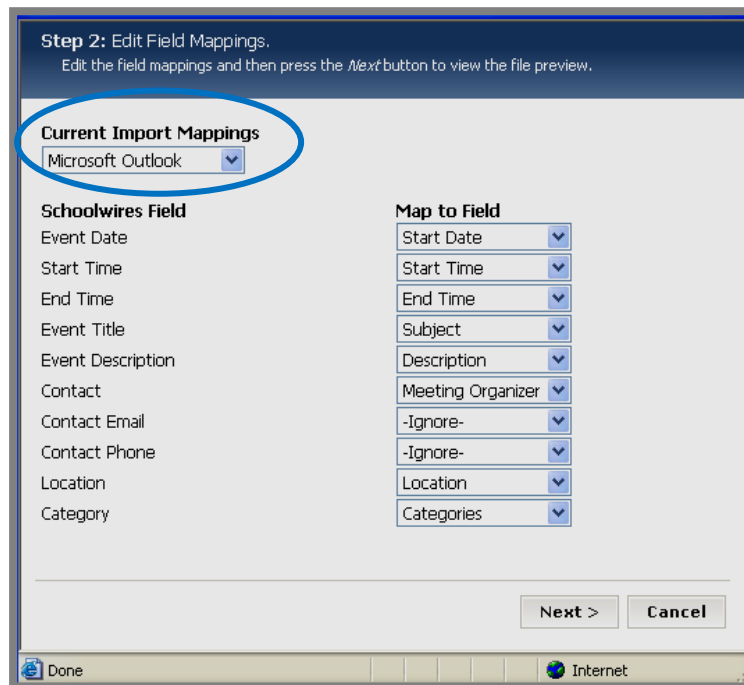 Step 2: Edit Field Mappings.
Edit the field mappings and then press the Next button to view the file preview.
Current Import Mappings
Microsoft Outlook
Schoolwires Field Map to Field
Event Date Start Date
Start Time Start Time
End Time End Time
Event Title Subject
Event Description Description
Contact Meeting Organizer
Contact Email -Ignore-
Contact Phone -Ignore-
Location Location
Category Categories
Next > Cancel
Done Internet